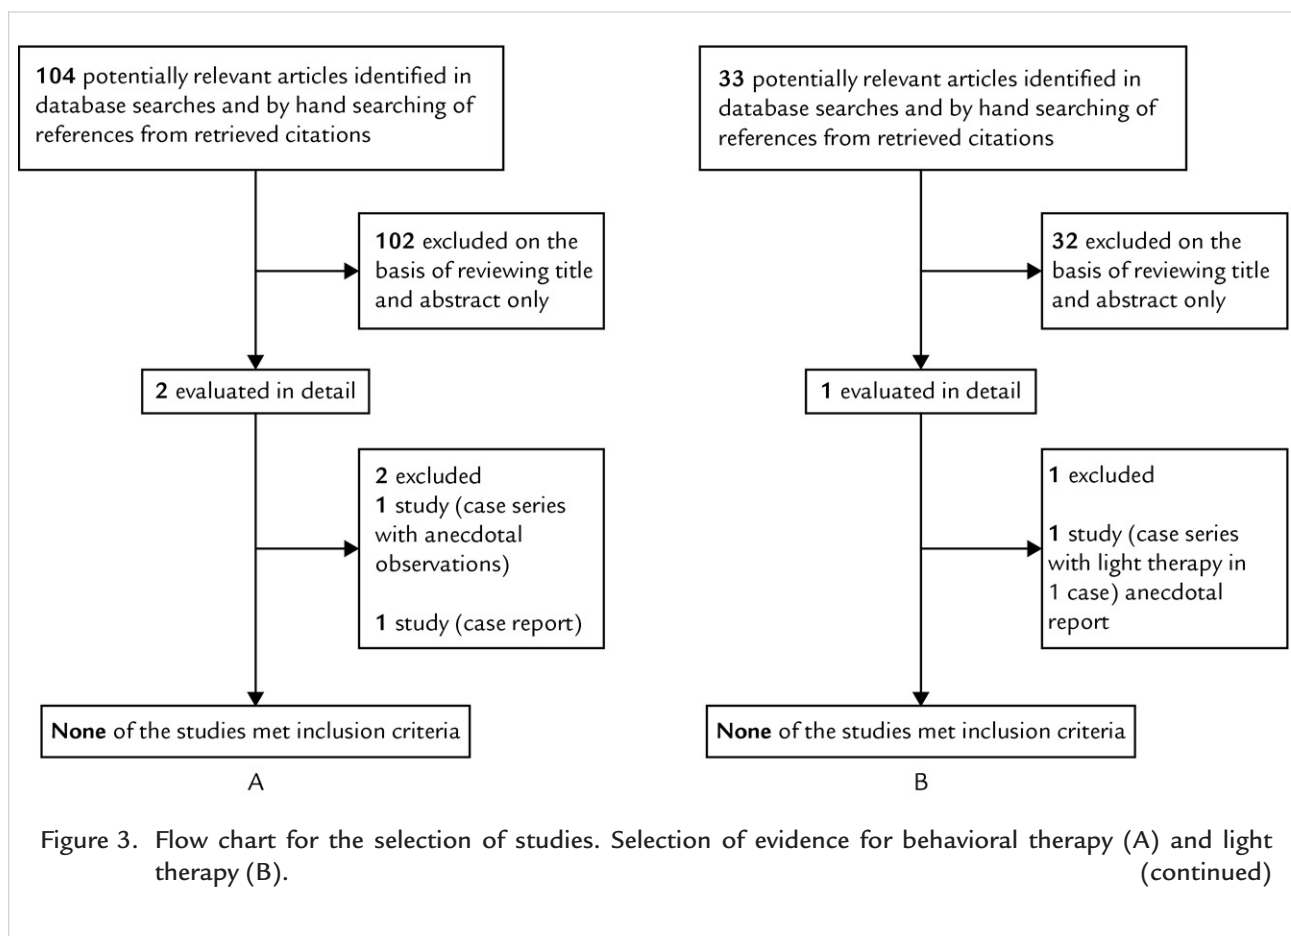 104 potentially relevant articles identified in
database searches and by hand searching of
references from retrieved citations
102 excluded on the
basis of reviewing title
and abstract only
2 evaluated in detail
2 excluded
1 study (case series
with anecdotal
observations)
1 study (case report)
None of the studies met inclusion criteria
A
33 potentially relevant articles identified in
database searches and by hand searching of
references from retrieved citations
32 excluded on the
basis of reviewing title
and abstract only
1 evaluated in detail
1 excluded
1 study (case series
with light therapy in
1 case) anecdotal
report
None of the studies met inclusion criteria
B
Figure 3. Flow chart for the selection of studies. Selection of evidence for behavioral therapy (A) and light
therapy (B). (continued)